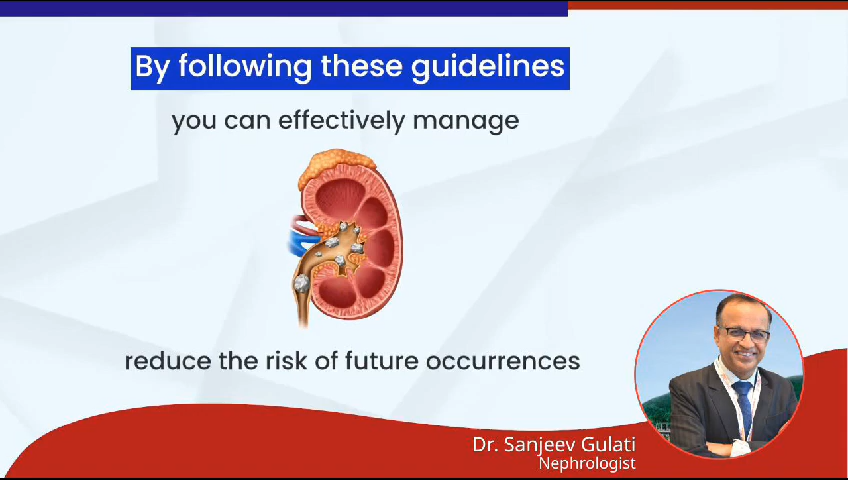 By following these guidelines
you can effectively manage
reduce the risk of future occurrences
Dr. Sanjeev Gulati
Nephrologist